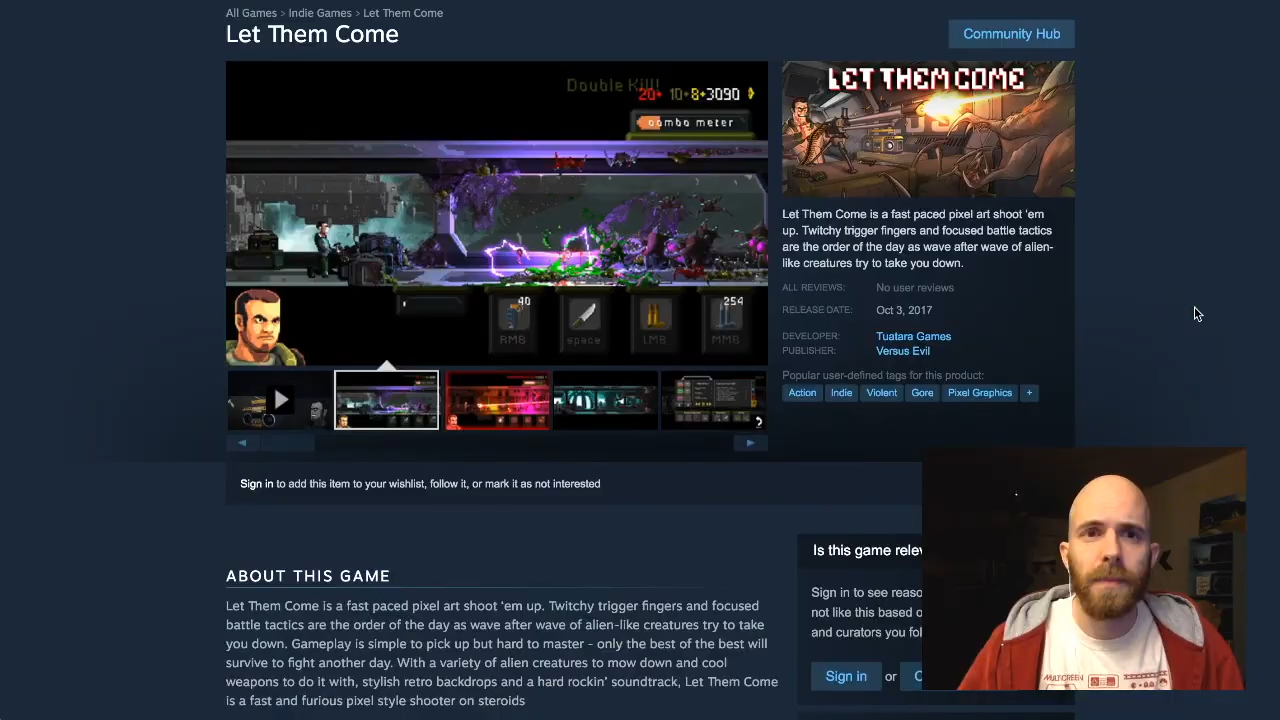 All Games > Indie Games > Let Them Come
Let Them Come
Community Hub
Double Kill!
20+ 10+8+3090
combo meter
40
254
RMB
space
LMB
MMB
LET THEM COME
Let Them Come is a fast paced pixel art shoot 'em
up. Twitchy trigger fingers and focused battle tactics
are the order of the day as wave after wave of alien-
like creatures try to take you down.
ALL REVIEWS: No user reviews
RELEASE DATE: Oct 3, 2017
DEVELOPER: Tuatara Games
PUBLISHER: Versus Evil
Popular user-defined tags for this product:
Action Indie Violent Gore Pixel Graphics +
Sign in to add this item to your wishlist, follow it, or mark it as not interested
Is this game relev
Sign in to see reaso
not like this based o
and curators you fol
Sign in or C
ABOUT THIS GAME
Let Them Come is a fast paced pixel art shoot 'em up. Twitchy trigger fingers and focused
battle tactics are the order of the day as wave after wave of alien-like creatures try to take
you down. Gameplay is simple to pick up but hard to master - only the best of the best will
survive to fight another day. With a variety of alien creatures to mow down and cool
weapons to do it with, stylish retro backdrops and a hard rockin' soundtrack, Let Them Come
is a fast and furious pixel style shooter on steroids
MULTICREEN